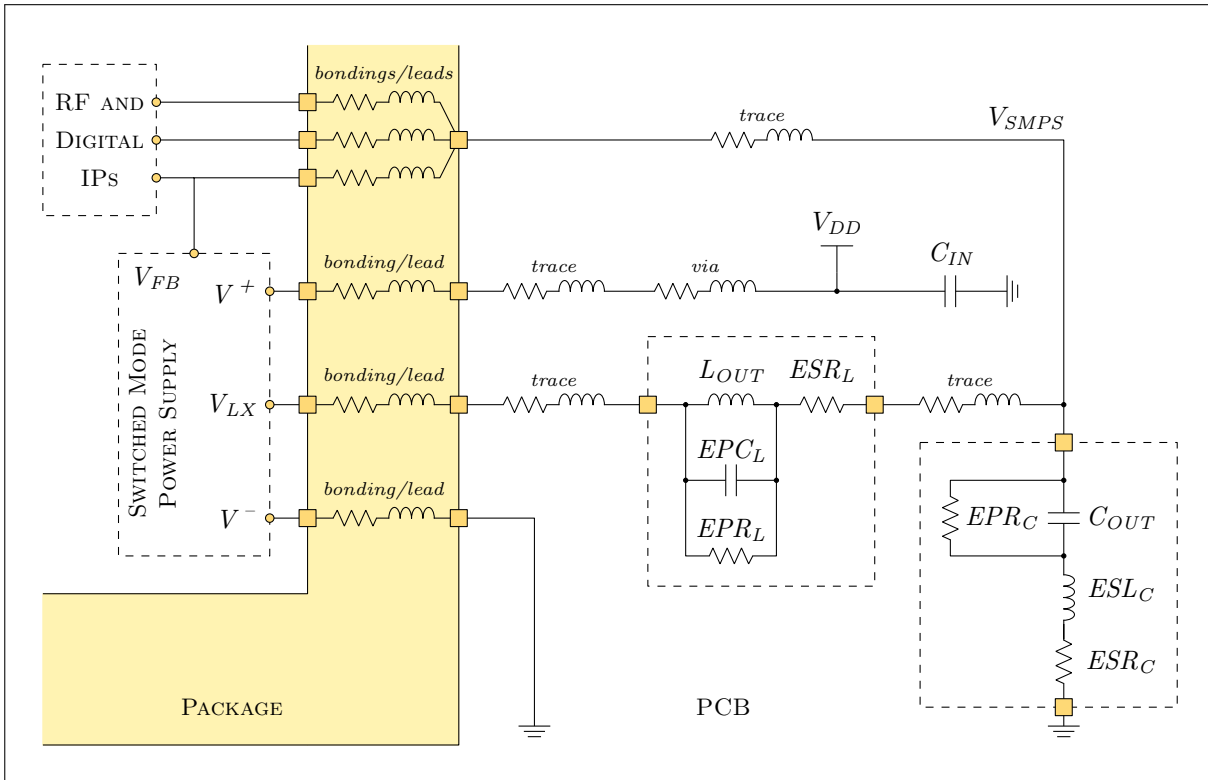 bondings/leads
RF AND
DIGITAL
IPS
trace
V_SMPS
V_FB
V^+
bonding/lead
trace
via
V_DD
C_IN
SWITCHED MODE
POWER SUPPLY
V_LX
bonding/lead
trace
L_OUT
ESR_L
trace
EPC_L
EPR_L
V^-
bonding/lead
EPR_C
C_OUT
ESL_C
ESR_C
PACKAGE
PCB